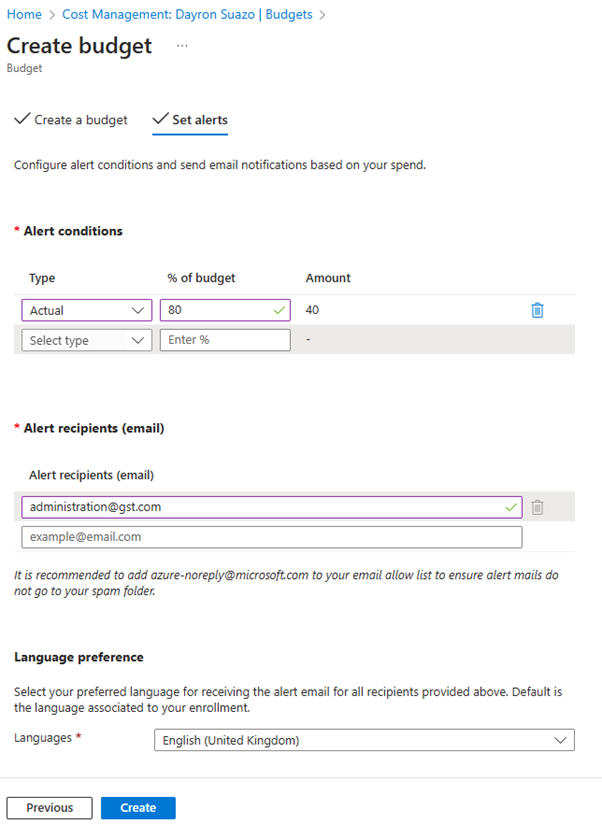 Home > Cost Management: Dayron Suazo | Budgets >
Create budget ...
Budget
Create a budget Set alerts
Configure alert conditions and send email notifications based on your spend.
* Alert conditions
Type % of budget Amount
Actual 80 40
Select type Enter % -
* Alert recipients (email)
Alert recipients (email)
administration@gst.com
example@email.com
It is recommended to add azure-noreply@microsoft.com to your email allow list to ensure alert mails do
not go to your spam folder.
Language preference
Select your preferred language for receiving the alert email for all recipients provided above. Default is
the language associated to your enrollment.
Languages * English (United Kingdom)
Previous Create